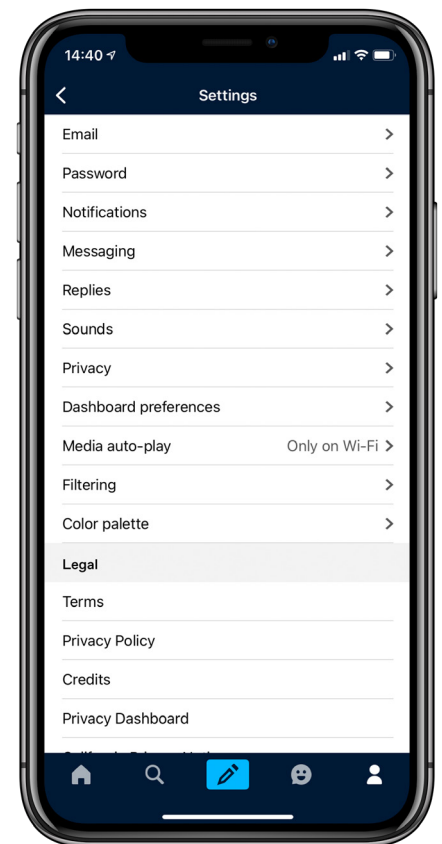 14:40
Settings
Email
Password
Notifications
Messaging
Replies
Sounds
Privacy
Dashboard preferences
Media auto-play Only on Wi-Fi
Filtering
Color palette
Legal
Terms
Privacy Policy
Credits
Privacy Dashboard